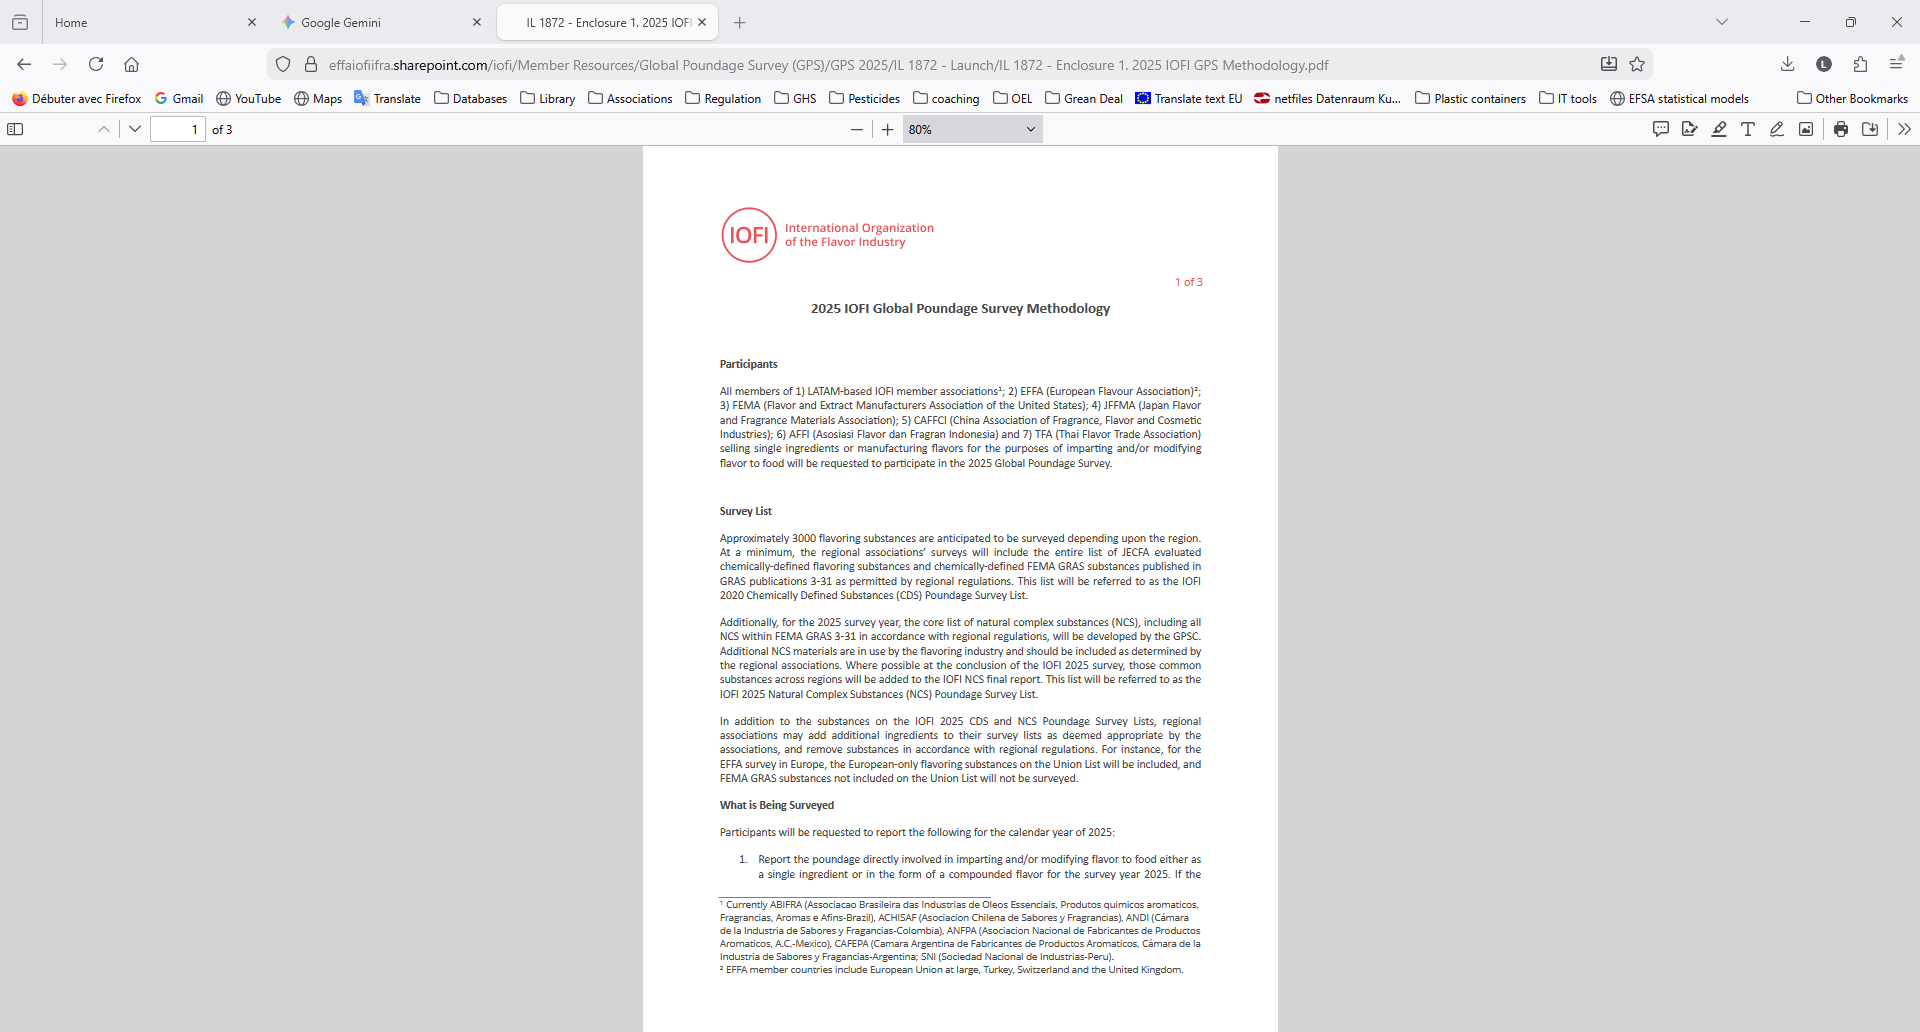 Home
Google Gemini
IL 1872 - Enclosure 1. 2025 IOFI
effaiofiifra.sharepoint.com/iofi/Member Resources/Global Poundage Survey (GPS)/GPS 2025/IL 1872 - Launch/IL 1872 - Enclosure 1. 2025 IOFI GPS Methodology.pdf
L
Débuter avec Firefox
Gmail
YouTube
Maps
Translate
Databases
Library
Associations
Regulation
GHS
Pesticides
coaching
OEL
Grean Deal
Translate text EU
netfiles Datenraum Ku...
Plastic containers
IT tools
EFSA statistical models
Other Bookmarks
1 of 3
80%
IOFI
International Organization
of the Flavor Industry
1 of 3
2025 IOFI Global Poundage Survey Methodology
Participants
All members of 1) LATAM-based IOFI member associations¹; 2) EFFA (European Flavour Association)²;
3) FEMA (Flavor and Extract Manufacturers Association of the United States); 4) JFFMA (Japan Flavor
and Fragrance Materials Association); 5) CAFFCI (China Association of Fragrance, Flavor and Cosmetic
Industries); 6) AFFI (Asosiasi Flavor dan Fragran Indonesia) and 7) TFA (Thai Flavor Trade Association)
selling single ingredients or manufacturing flavors for the purposes of imparting and/or modifying
flavor to food will be requested to participate in the 2025 Global Poundage Survey.
Survey List
Approximately 3000 flavoring substances are anticipated to be surveyed depending upon the region.
At a minimum, the regional associations' surveys will include the entire list of JECFA evaluated
chemically-defined flavoring substances and chemically-defined FEMA GRAS substances published in
GRAS publications 3-31 as permitted by regional regulations. This list will be referred to as the IOFI
2020 Chemically Defined Substances (CDS) Poundage Survey List.
Additionally, for the 2025 survey year, the core list of natural complex substances (NCS), including all
NCS within FEMA GRAS 3-31 in accordance with regional regulations, will be developed by the GPSC.
Additional NCS materials are in use by the flavoring industry and should be included as determined by
the regional associations. Where possible at the conclusion of the IOFI 2025 survey, those common
substances across regions will be added to the IOFI NCS final report. This list will be referred to as the
IOFI 2025 Natural Complex Substances (NCS) Poundage Survey List.
In addition to the substances on the IOFI 2025 CDS and NCS Poundage Survey Lists, regional
associations may add additional ingredients to their survey lists as deemed appropriate by the
associations, and remove substances in accordance with regional regulations. For instance, for the
EFFA survey in Europe, the European-only flavoring substances on the Union List will be included, and
FEMA GRAS substances not included on the Union List will not be surveyed.
What is Being Surveyed
Participants will be requested to report the following for the calendar year of 2025:
1. Report the poundage directly involved in imparting and/or modifying flavor to food either as
a single ingredient or in the form of a compounded flavor for the survey year 2025. If the
¹ Currently ABIFRA (Associacao Brasileira das Industrias de Oleos Essenciais, Produtos quimicos aromaticos,
Fragrancias, Aromas e Afins-Brazil), ACHISAF (Asociacion Chilena de Sabores y Fragrancias), ANDI (Cámara
de la Industria de Sabores y Fragancias-Colombia), ANFPA (Asociacion Nacional de Fabricantes de Productos
Aromaticos, A.C.-Mexico), CAFEPA (Camara Argentina de Fabricantes de Productos Aromaticos, Cámara de la
Industria de Sabores y Fragancias-Argentina; SNI (Sociedad Nacional de Industrias-Peru).
² EFFA member countries include European Union at large, Turkey, Switzerland and the United Kingdom.